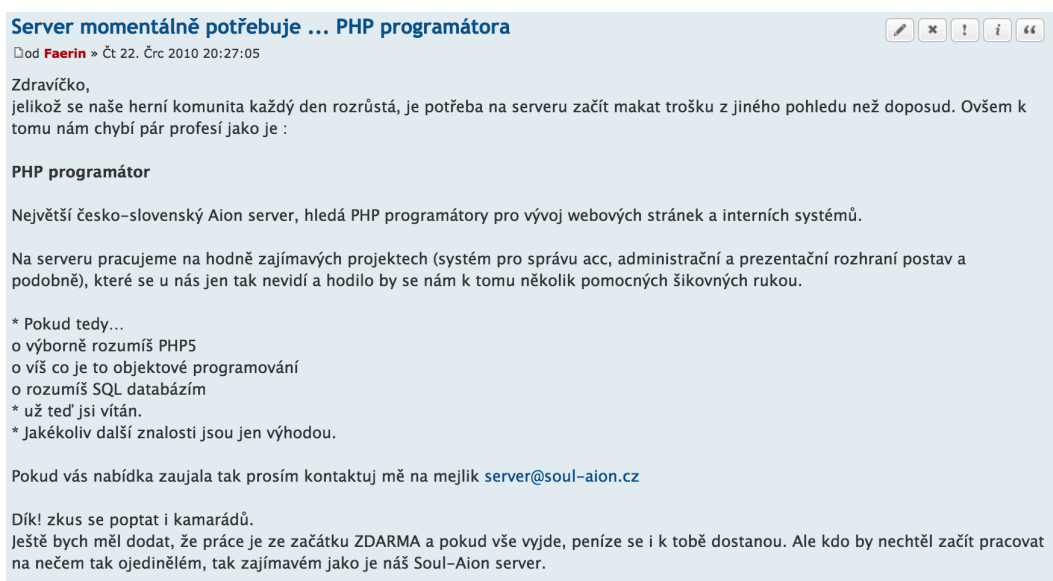 Server momentálně potřebuje ... PHP programátora
od Faerin » Čt 22. Črc 2010 20:27:05
Zdravíčko,
jelikož se naše herní komunita každý den rozrůstá, je potřeba na serveru začít makat trošku z jiného pohledu než doposud. Ovšem k
tomu nám chybí pár profesí jako je :
PHP programátor
Největší česko-slovenský Aion server, hledá PHP programátory pro vývoj webových stránek a interních systémů.
Na serveru pracujeme na hodně zajímavých projektech (systém pro správu acc, administrační a prezentační rozhraní postav a
podobně), které se u nás jen tak nevidí a hodilo by se nám k tomu několik pomocných šikovných rukou.
* Pokud tedy…
o výborně rozumíš PHP5
o víš co je to objektové programování
o rozumíš SQL databázím
* už teď jsi vítán.
* Jakékoliv další znalosti jsou jen výhodou.
Pokud vás nabídka zaujala tak prosím kontaktuj mě na mejlik server@soul-aion.cz
Dík! zkus se poptat i kamarádů.
Ještě bych měl dodat, že práce je ze začátku ZDARMA a pokud vše vyjde, peníze se i k tobě dostanou. Ale kdo by nechtěl začít pracovat
na nečem tak ojedinělém, tak zajímavém jako je náš Soul-Aion server.